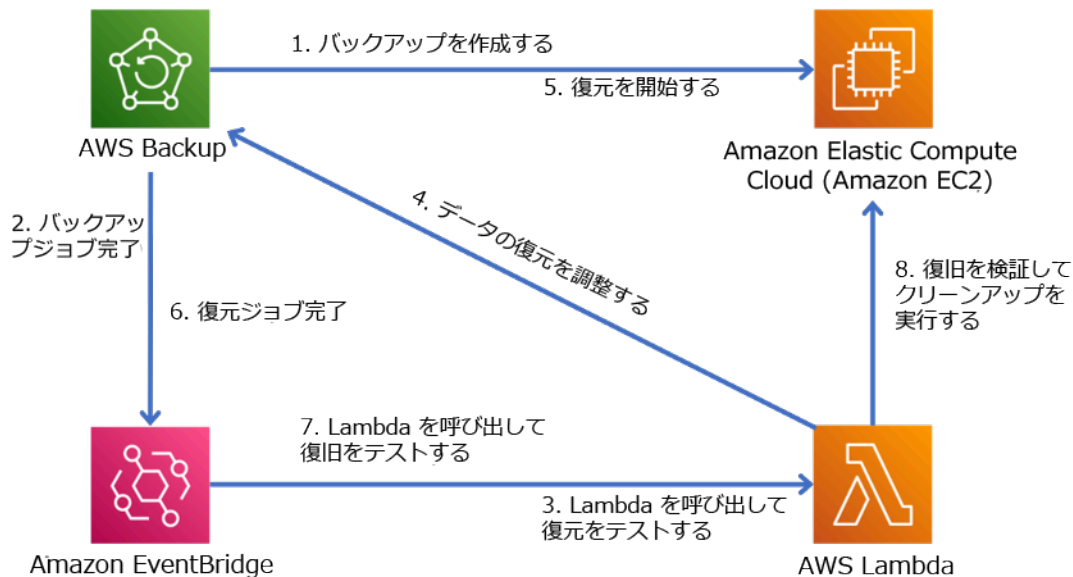 1. バックアップを作成する
5. 復元を開始する
AWS Backup
Amazon Elastic Compute
Cloud (Amazon EC2)
2. バックアッ
プジョブ完了
4. データの復元を調整する
8. 復旧を検証して
クリーンアップを
実行する
6. 復元ジョブ完了
7. Lambda を呼び出して
復旧をテストする
3. Lambda を呼び出して
復元をテストする
Amazon EventBridge
AWS Lambda